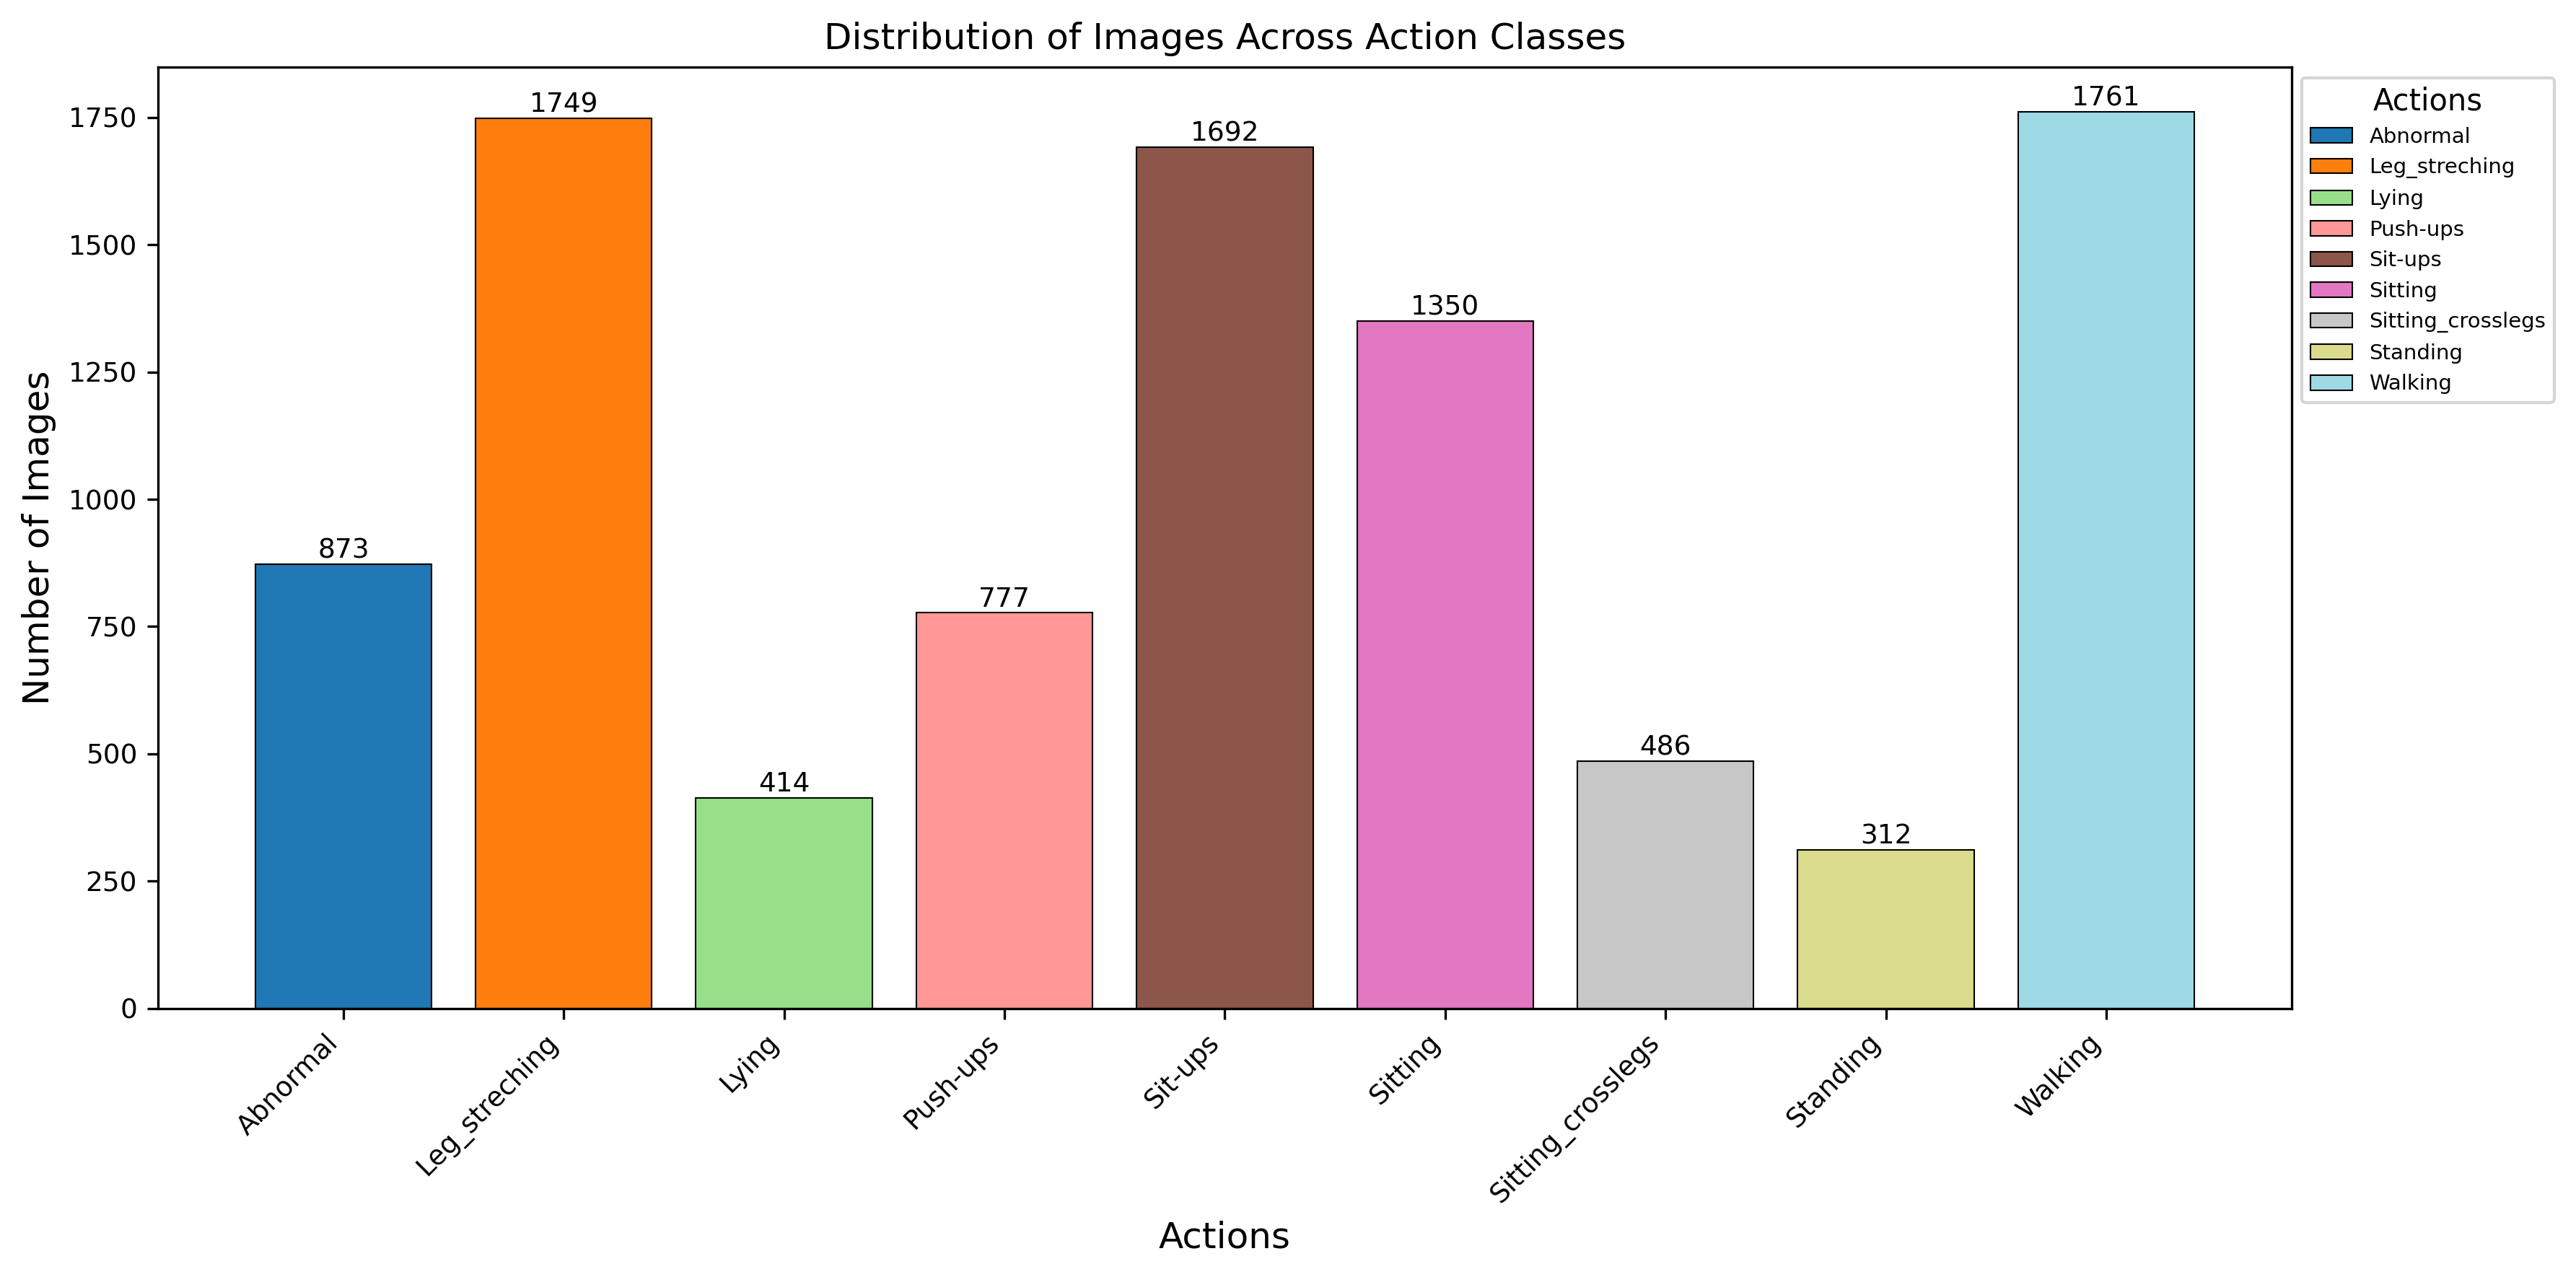 Distribution of Images Across Action Classes
Number of Images
1750
1500
1250
1000
750
500
250
0
873
1749
414
777
1692
1350
486
312
1761
Abnormal
Leg_streching
Lying
Push-ups
Sit-ups
Sitting
Sitting_crosslegs
Standing
Walking
Actions
Actions
Abnormal
Leg_streching
Lying
Push-ups
Sit-ups
Sitting
Sitting_crosslegs
Standing
Walking